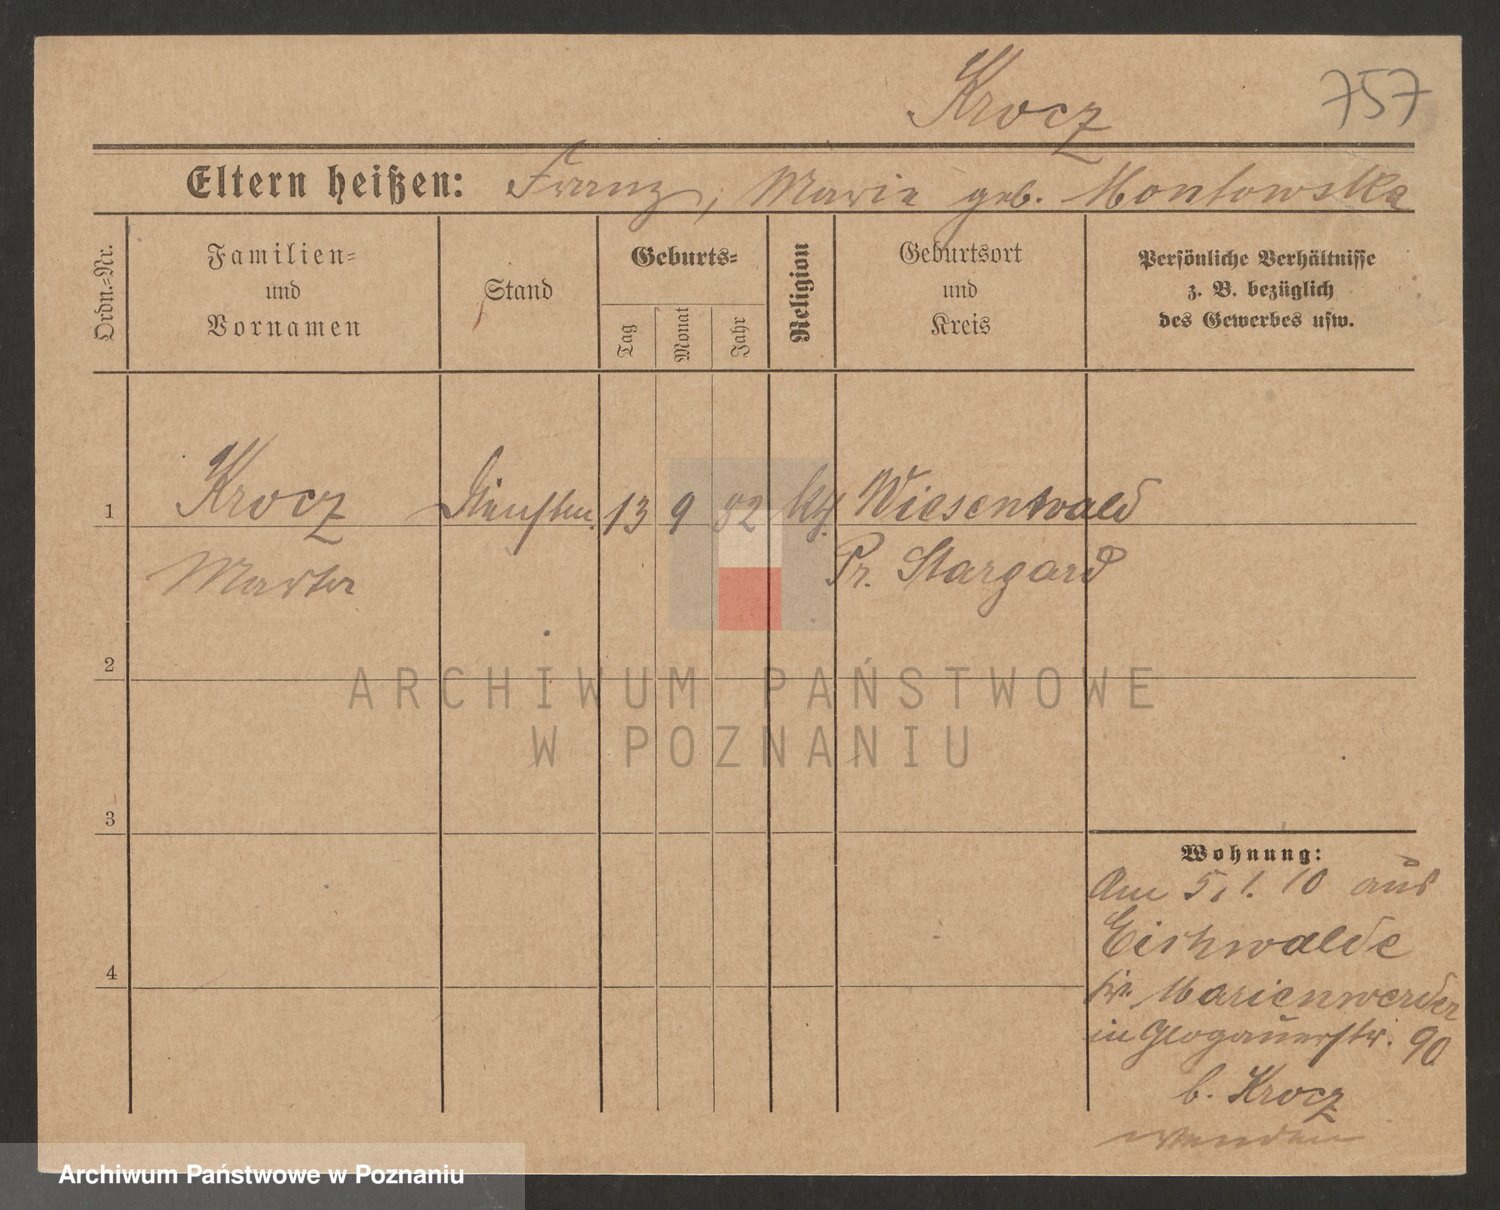 Krocz
757
Eltern heißen: Franz, Marie geb. Montowska
Ordn.-Nr.
Familien-
und
Vornamen
Stand
Geburts-
Tag
Monat
Jahr
Religion
Geburtsort
und
Kreis
Persönliche Verhältnisse
z. B. bezüglich
des Gewerbes usw.
1 Krocz 13 9 82 Wiesenwald
Marta Pr. Stargard
2
ARCHIWUM PAŃSTWOWE
W POZNANIU
3
Wohnung:
Am 5. 1. 10 aus
Eichwalde
4
Kr. Marienwerder
in Glogauerstr. 90
b. Krocz
wenden
Archiwum Państwowe w Poznaniu